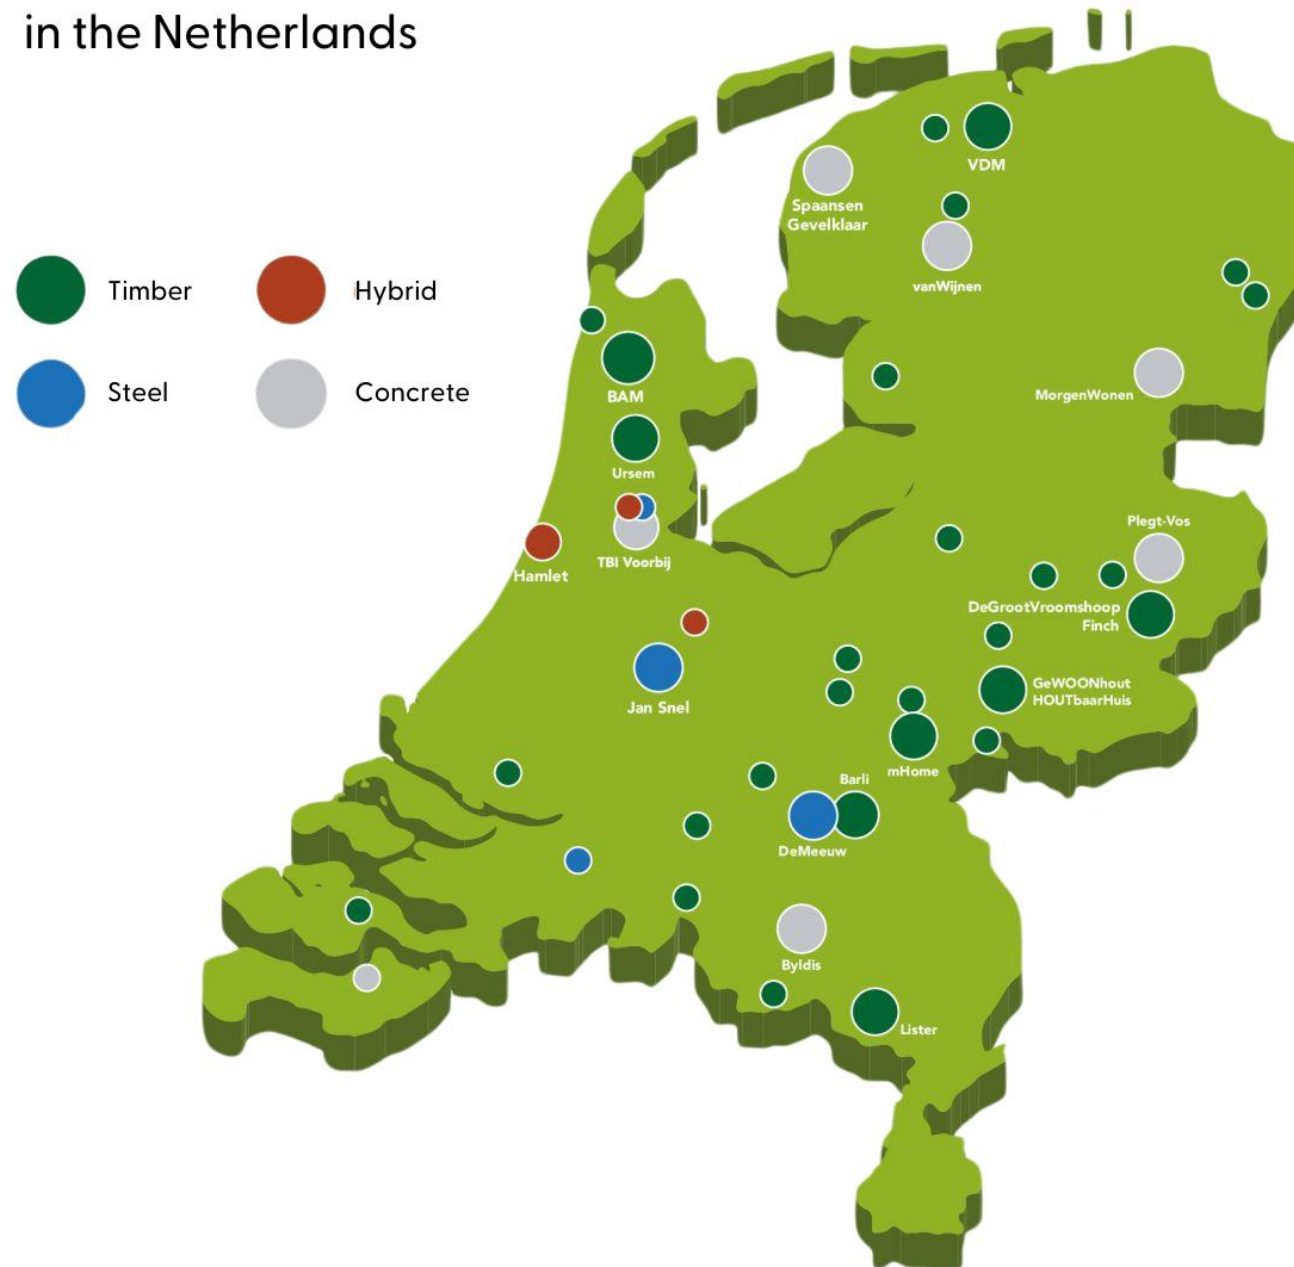 in the Netherlands
Timber
Hybrid
Steel
Concrete
VDM
Spaansen
Gevelklaar
vanWijnen
BAM
MorgenWonen
Ursem
Plegt-Vos
TBI Voorbij
Hamlet
DeGrootVroomshoop
Finch
GeWOONhout
HOUTbaarHuis
Jan Snel
mHome
Barli
DeMeeuw
Byldis
Lister